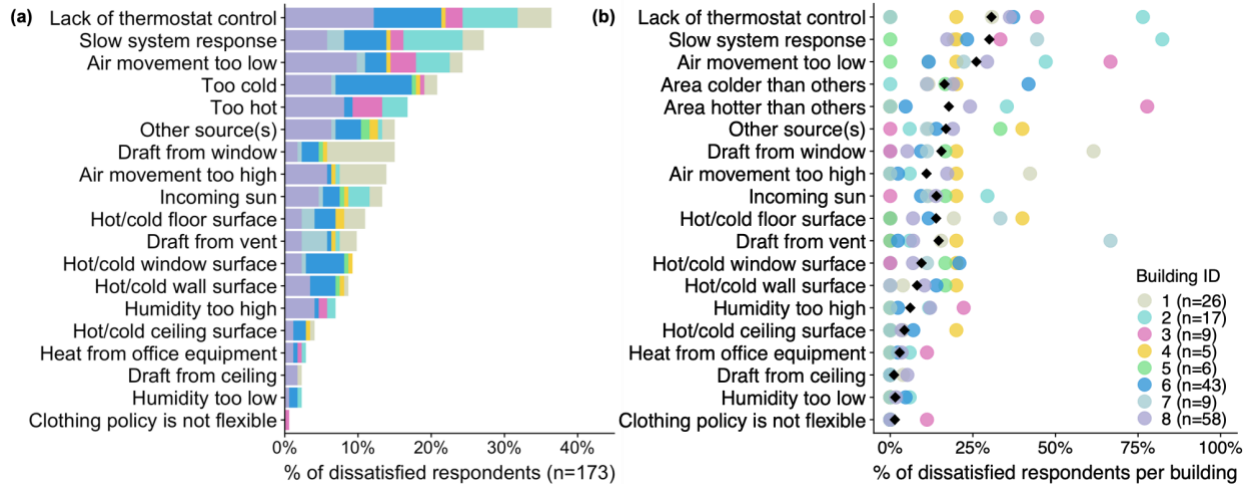 (a)
Lack of thermostat control
Slow system response
Air movement too low
Too cold
Too hot
Other source(s)
Draft from window
Air movement too high
Incoming sun
Hot/cold floor surface
Draft from vent
Hot/cold window surface
Hot/cold wall surface
Humidity too high
Hot/cold ceiling surface
Heat from office equipment
Draft from ceiling
Humidity too low
Clothing policy is not flexible
0%
10%
20%
30%
40%
% of dissatisfied respondents (n=173)
(b)
Lack of thermostat control
Slow system response
Air movement too low
Area colder than others
Area hotter than others
Other source(s)
Draft from window
Air movement too high
Incoming sun
Hot/cold floor surface
Draft from vent
Hot/cold window surface
Hot/cold wall surface
Humidity too high
Hot/cold ceiling surface
Heat from office equipment
Draft from ceiling
Humidity too low
Clothing policy is not flexible
Building ID
1 (n=26)
2 (n=17)
3 (n=9)
4 (n=5)
5 (n=6)
6 (n=43)
7 (n=9)
8 (n=58)
0%
25%
50%
75%
100%
% of dissatisfied respondents per building